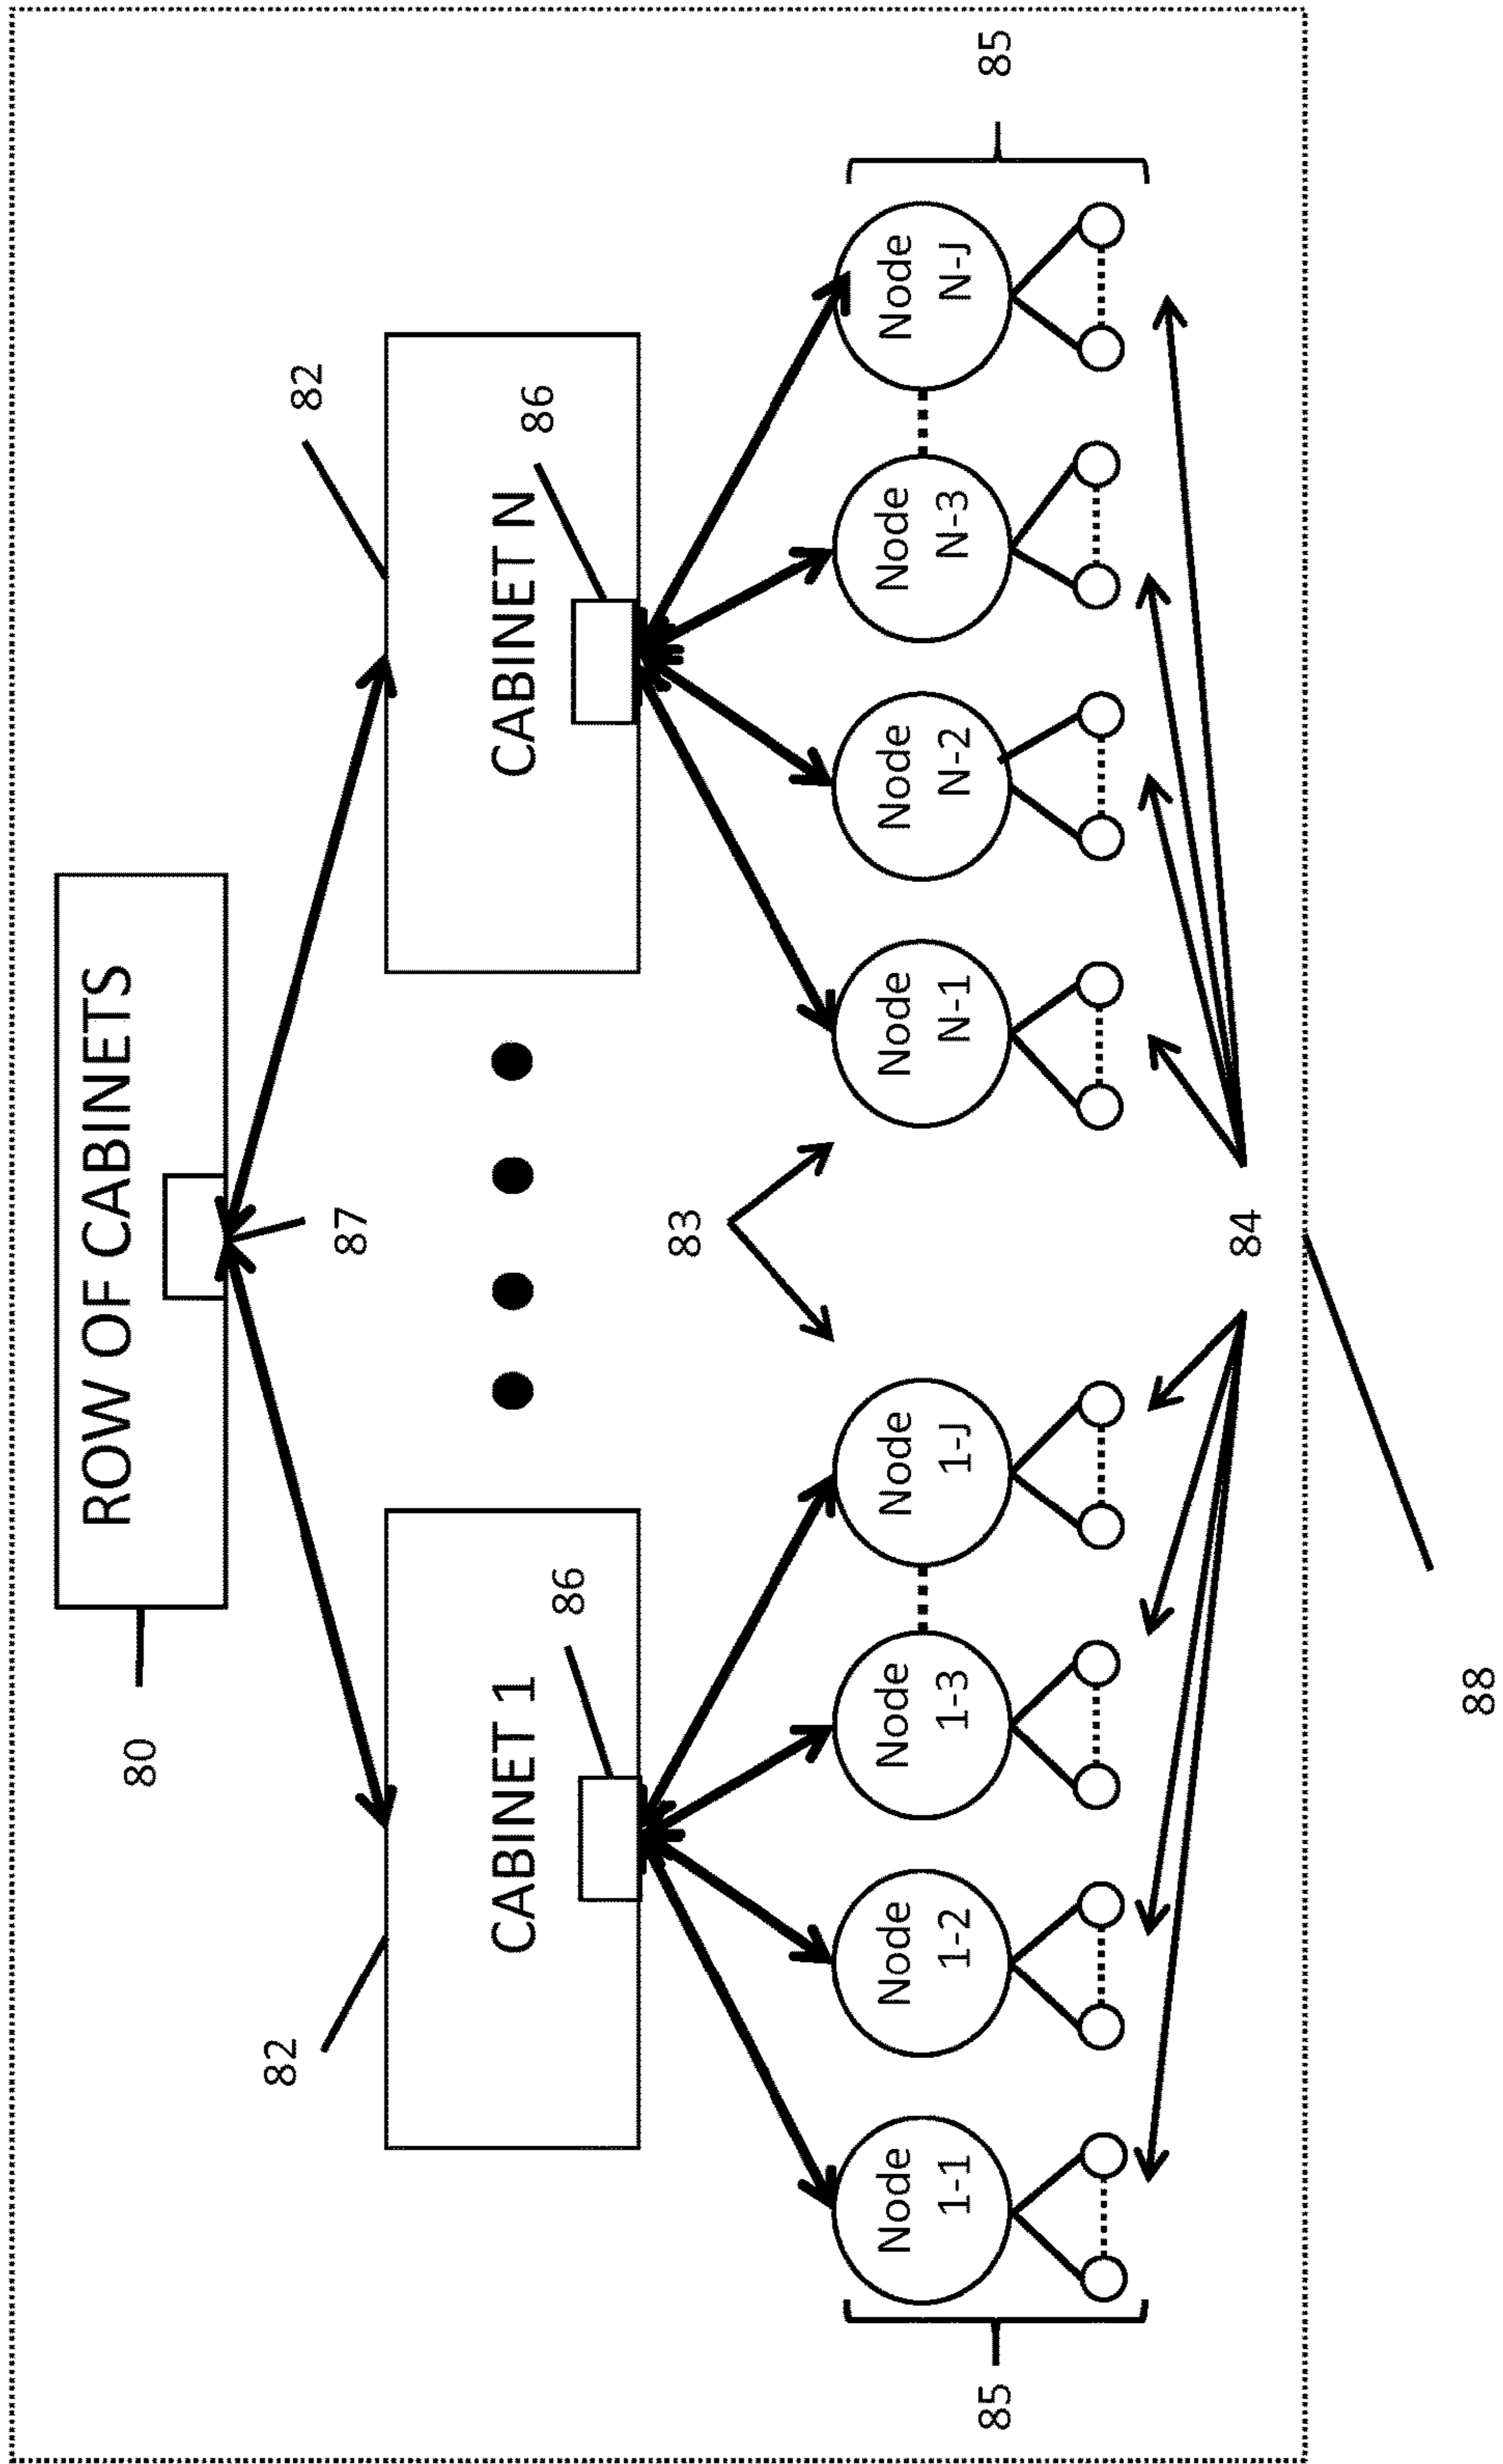 ROW OF CABINETS
80
87
82
82
CABINET 1
86
CABINET N
86
83
Node
1-1
Node
1-2
Node
1-3
Node
1-J
Node
N-1
Node
N-2
Node
N-3
Node
N-J
85
85
84
88